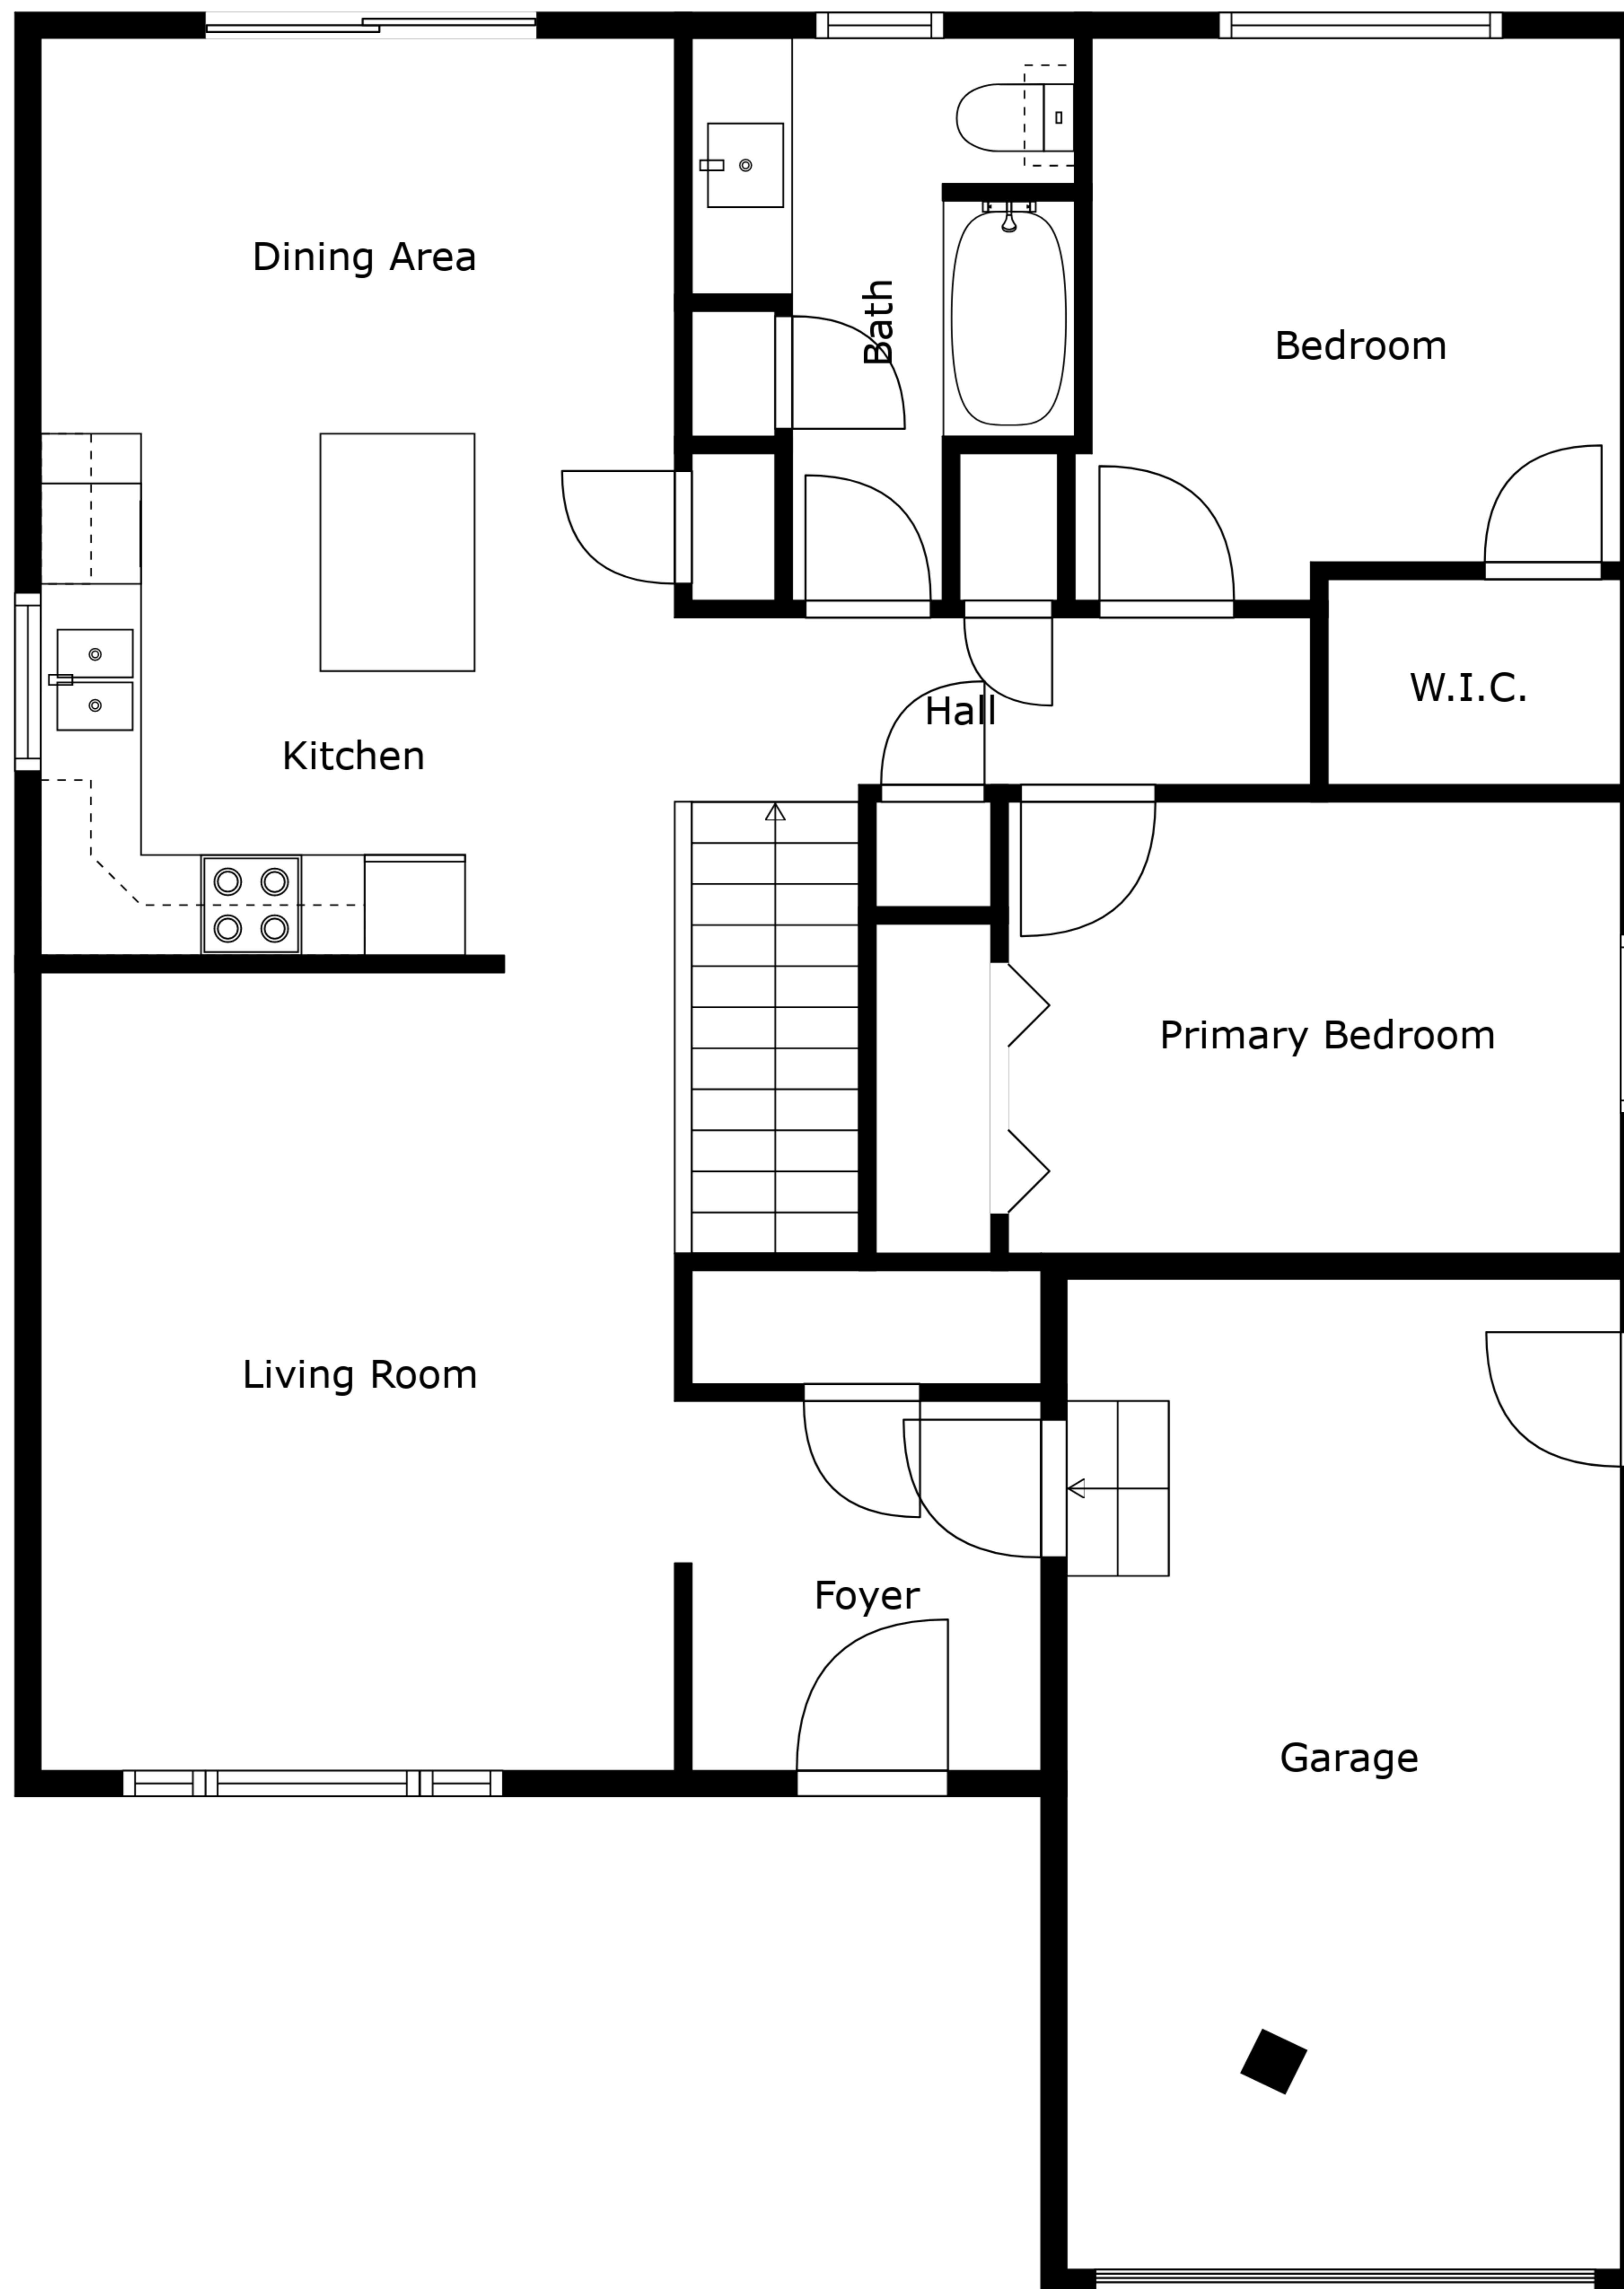 Dining Area
Bath
Bedroom
W.I.C.
Hall
Kitchen
Primary Bedroom
Living Room
Foyer
Garage